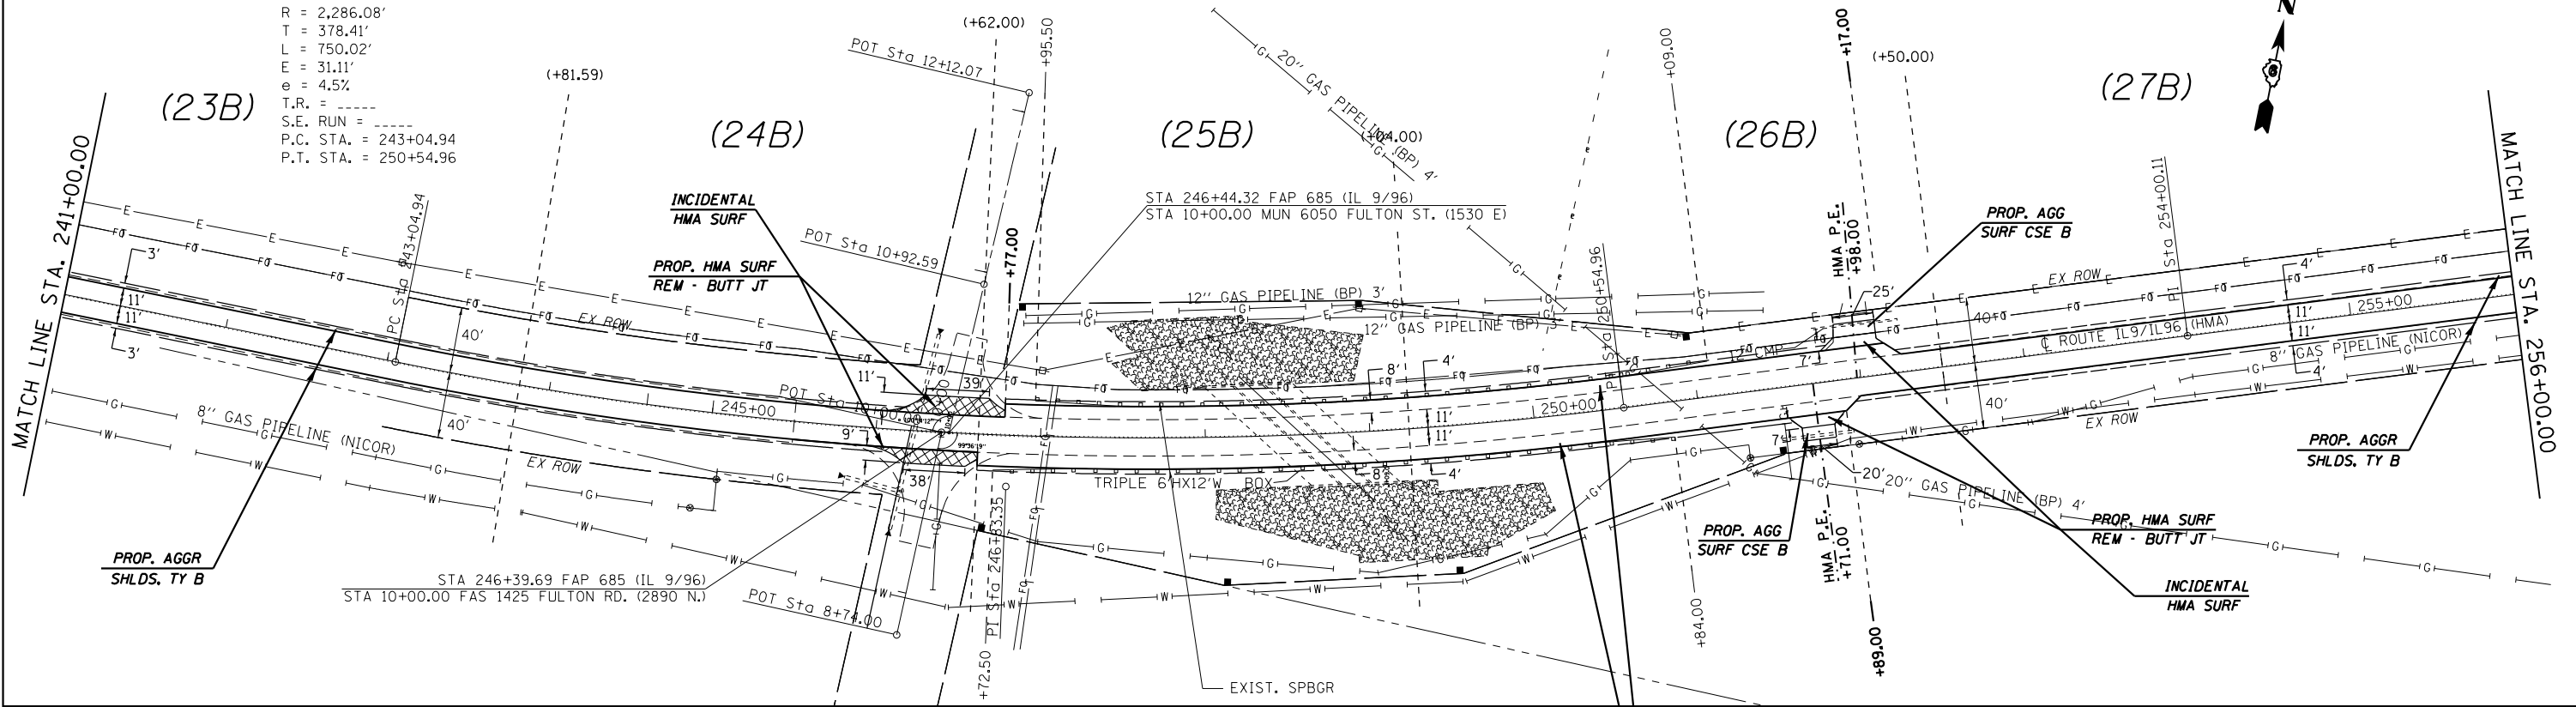 R = 2,286.08'
T = 378.41'
L = 750.02'
E = 31.11'
e = 4.5%
T.R. = _____
S.E. RUN = _____
P.C. STA. = 243+04.94
P.T. STA. = 250+54.96
(+81.59)
(+62.00)
+95.50
(+04.00)
+09.00
+17.00
(+50.00)
N
(23B)
(24B)
(25B)
(26B)
(27B)
MATCH LINE STA. 241+00.00
MATCH LINE STA. 256+00.00
POT Sta 12+12.07
POT Sta 10+92.59
20'' GAS PIPELINE (BP) 4'
INCIDENTAL
HMA SURF
PROP. HMA SURF
REM - BUTT JT
STA 246+44.32 FAP 685 (IL 9/96)
STA 10+00.00 MUN 6050 FULTON ST. (1530 E)
PROP. AGG
SURF CSE B
HMA P.E.
+98.00
PI Sta 254+00.11
PC Sta 243+04.94
+77.00
12'' GAS PIPELINE (BP) 3'
12'' GAS PIPELINE (BP) 3'
EX ROW
EX ROW
3'
11'
11'
3'
40'
40'
11'
39'
9'
38'
8'
4'
11'
11'
8'
4'
25'
7'
40'
40'
4'
11'
11'
4'
7'
20'
12" CMP
245+00
250+00
255+00
℄ ROUTE IL9/IL96 (HMA)
8'' GAS PIPELINE (NICOR)
8'' GAS PIPELINE (NICOR)
EX ROW
EX ROW
TRIPLE 6'HX12'W BOX
20'' GAS PIPELINE (BP) 4'
PROP. AGGR
SHLDS. TY B
PROP. AGGR
SHLDS. TY B
PROP. AGG
SURF CSE B
HMA P.E.
+71.00
PROP. HMA SURF
REM - BUTT JT
INCIDENTAL
HMA SURF
STA 246+39.69 FAP 685 (IL 9/96)
STA 10+00.00 FAS 1425 FULTON RD. (2890 N.)
POT Sta 8+74.00
PI Sta 246+83.35
+72.50
+84.00
+89.00
EXIST. SPBGR